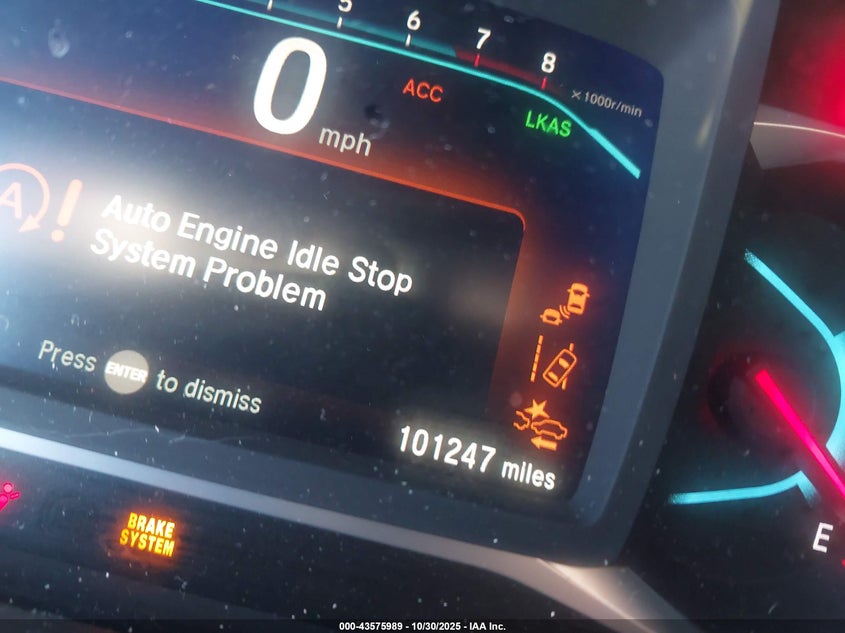 5 6 7 8
x1000r/min
0 mph
ACC
LKAS
A !
Auto Engine Idle Stop
System Problem
Press ENTER to dismiss
101247 miles
BRAKE
SYSTEM
E
000-43575989 - 10/30/2025 - IAA Inc.